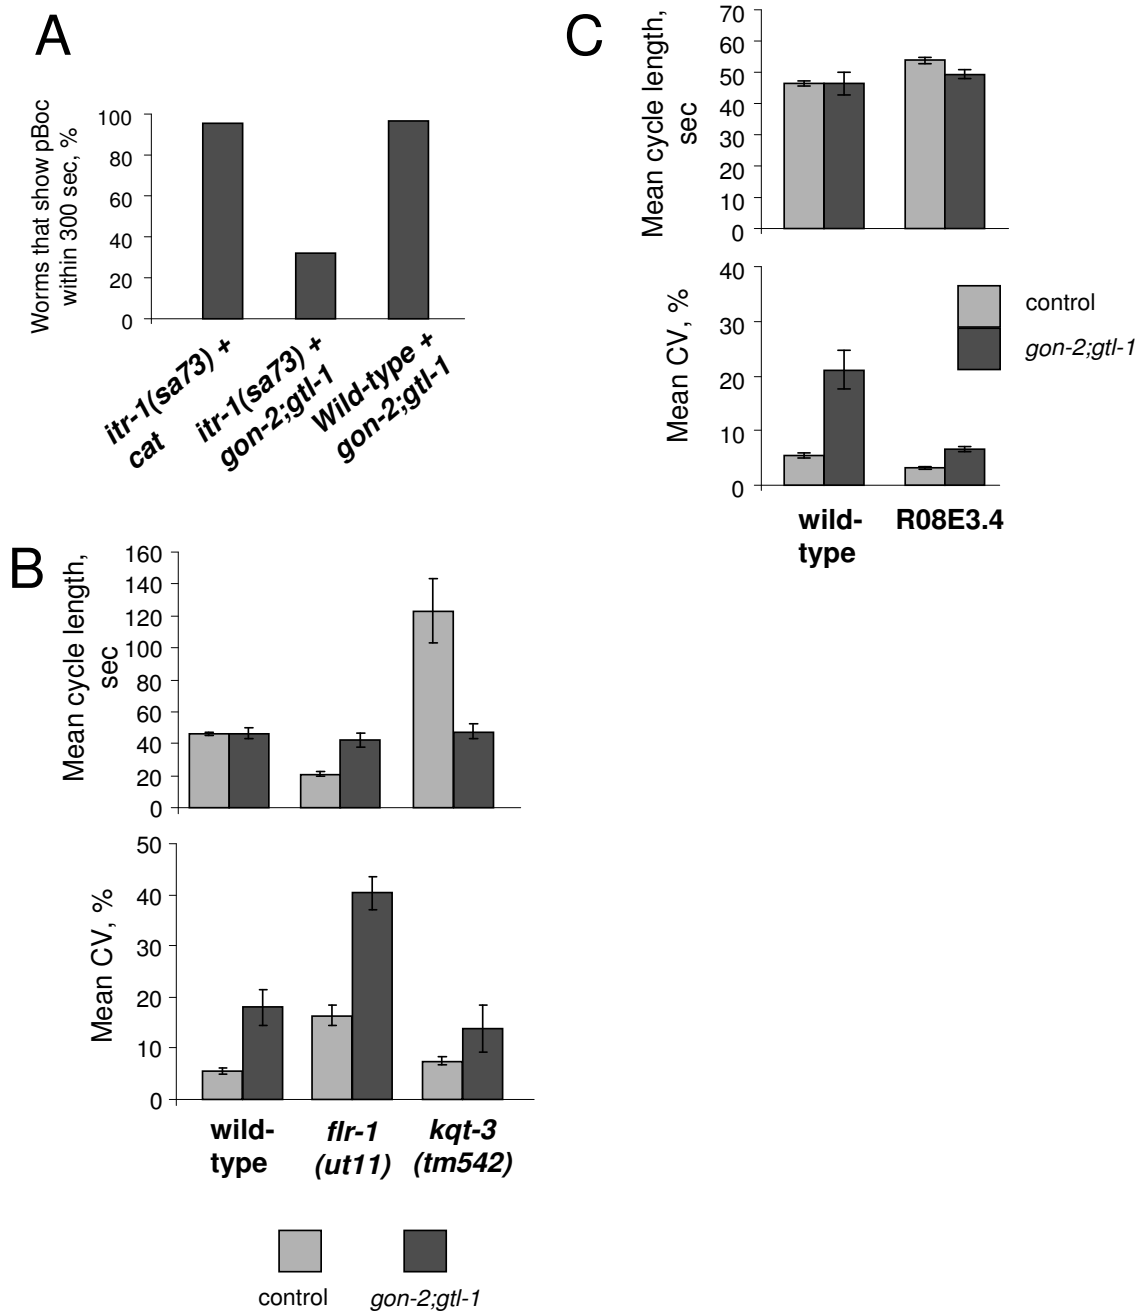 A
Worms that show pBoc
within 300 sec, %
100
80
60
40
20
0
itr-1(sa73) +
cat
itr-1(sa73) +
gon-2;gtl-1
Wild-type +
gon-2;gtl-1
C
Mean cycle length,
sec
70
60
50
40
30
20
10
0
Mean CV, %
40
30
20
10
0
control
gon-2;gtl-1
wild-
type
R08E3.4
B
Mean cycle length,
sec
160
140
120
100
80
60
40
20
0
Mean CV, %
50
40
30
20
10
0
wild-
type
flr-1
(ut11)
kqt-3
(tm542)
control
gon-2;gtl-1